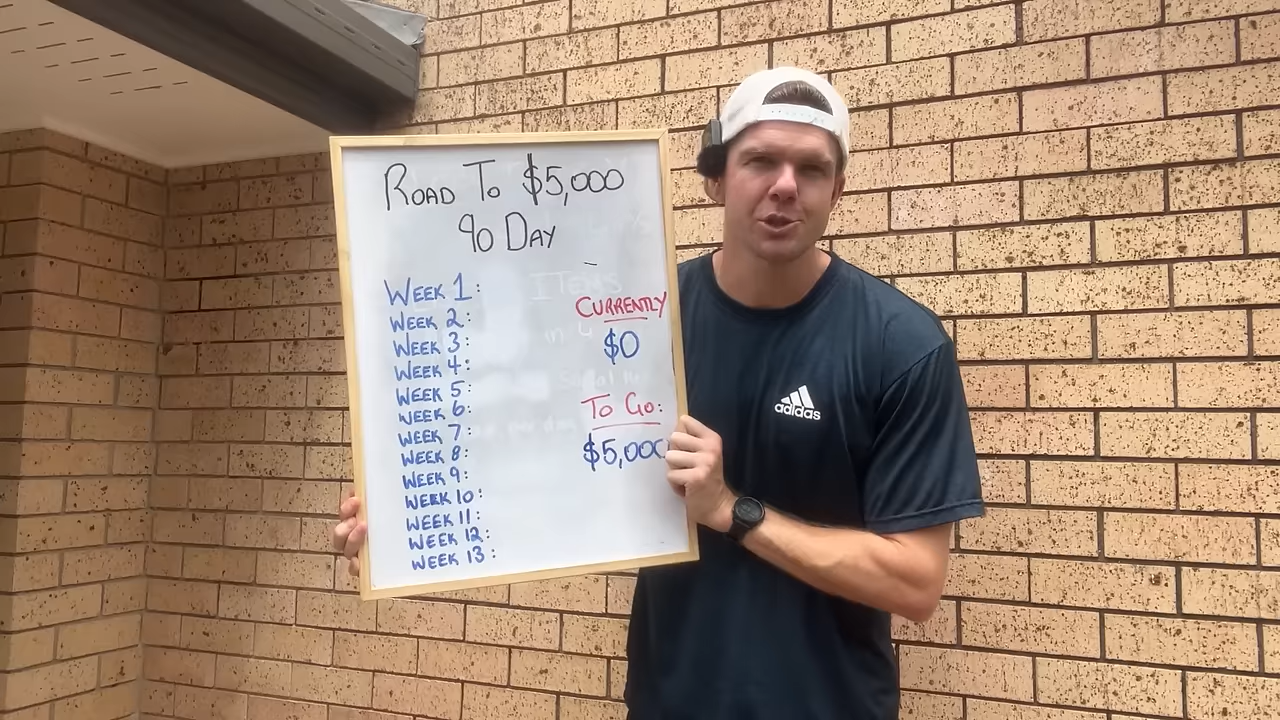 ROAD TO $5,000
90 DAY
ITEMS
CURRENTLY
$0
TO GO:
$5,000
WEEK 1:
WEEK 2:
WEEK 3:
WEEK 4:
WEEK 5:
WEEK 6:
WEEK 7:
WEEK 8:
WEEK 9:
WEEK 10:
WEEK 11:
WEEK 12:
WEEK 13:
adidas